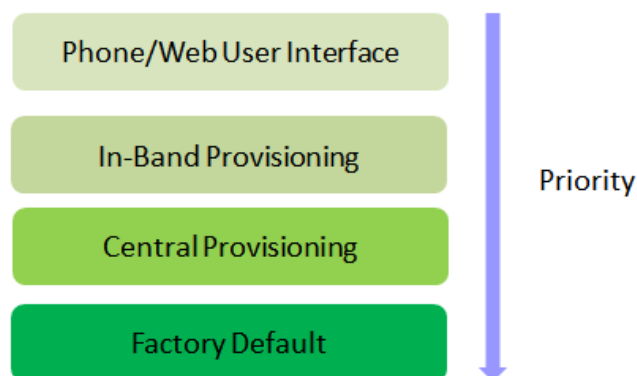 Phone/Web User Interface
In-Band Provisioning
Priority
Central Provisioning
Factory Default